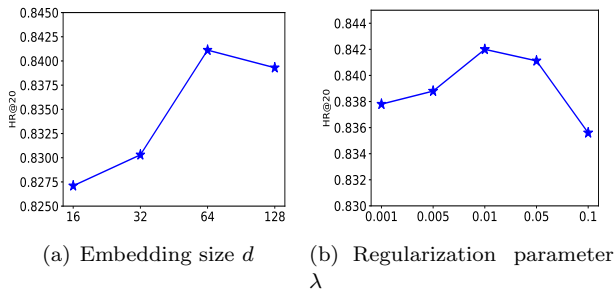 0.8450
0.8425
0.8400
0.8375
0.8350
0.8325
0.8300
0.8275
0.8250
HR@20
16 32 64 128
(a) Embedding size d
0.844
0.842
0.840
0.838
0.836
0.834
0.832
0.830
HR@20
0.001 0.005 0.01 0.05 0.1
(b) Regularization parameter
λ